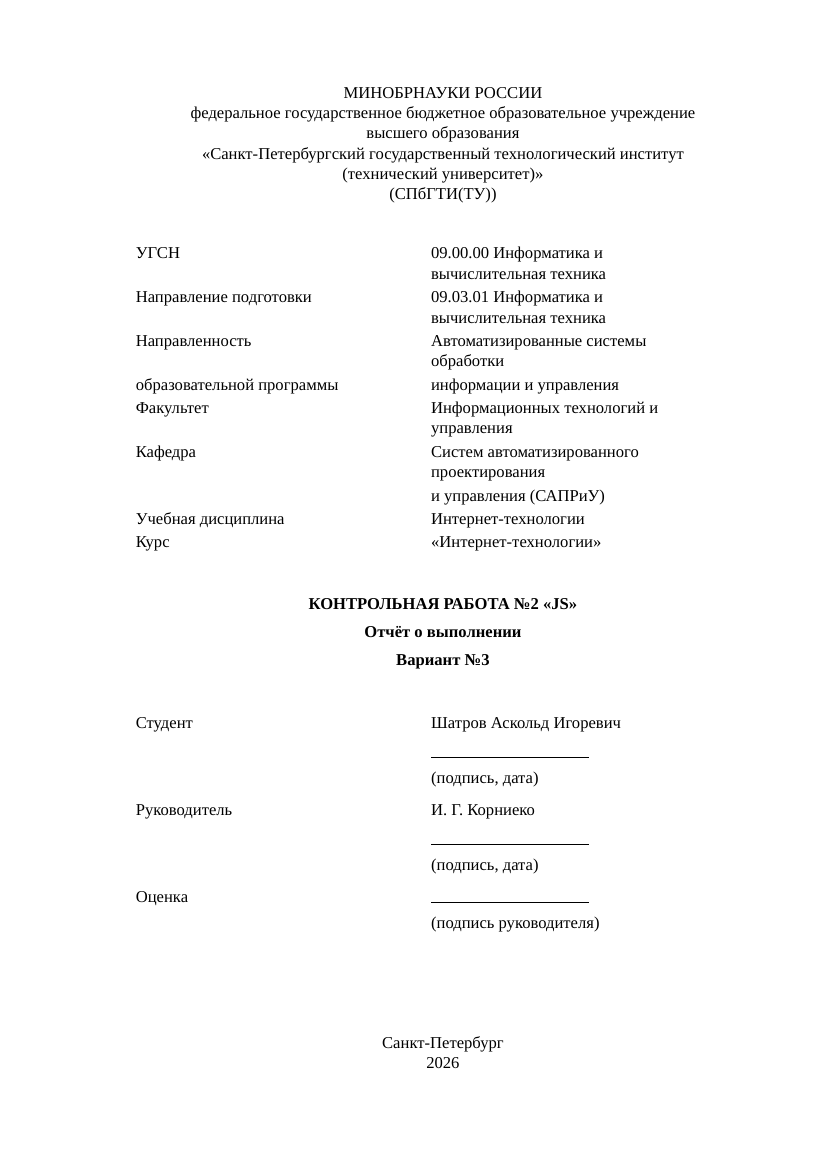 МИНОБРНАУКИ РОССИИ
федеральное государственное бюджетное образовательное учреждение
высшего образования
«Санкт-Петербургский государственный технологический институт
(технический университет)»
(СПбГТИ(ТУ))
УГСН 09.00.00 Информатика и
вычислительная техника
Направление подготовки 09.03.01 Информатика и
вычислительная техника
Направленность Автоматизированные системы
обработки
образовательной программы информации и управления
Факультет Информационных технологий и
управления
Кафедра Систем автоматизированного
проектирования
и управления (САПРиУ)
Учебная дисциплина Интернет-технологии
Курс «Интернет-технологии»
КОНТРОЛЬНАЯ РАБОТА №2 «JS»
Отчёт о выполнении
Вариант №3
Студент Шатров Аскольд Игоревич
(подпись, дата)
Руководитель И. Г. Корниеко
(подпись, дата)
Оценка
(подпись руководителя)
Санкт-Петербург
2026